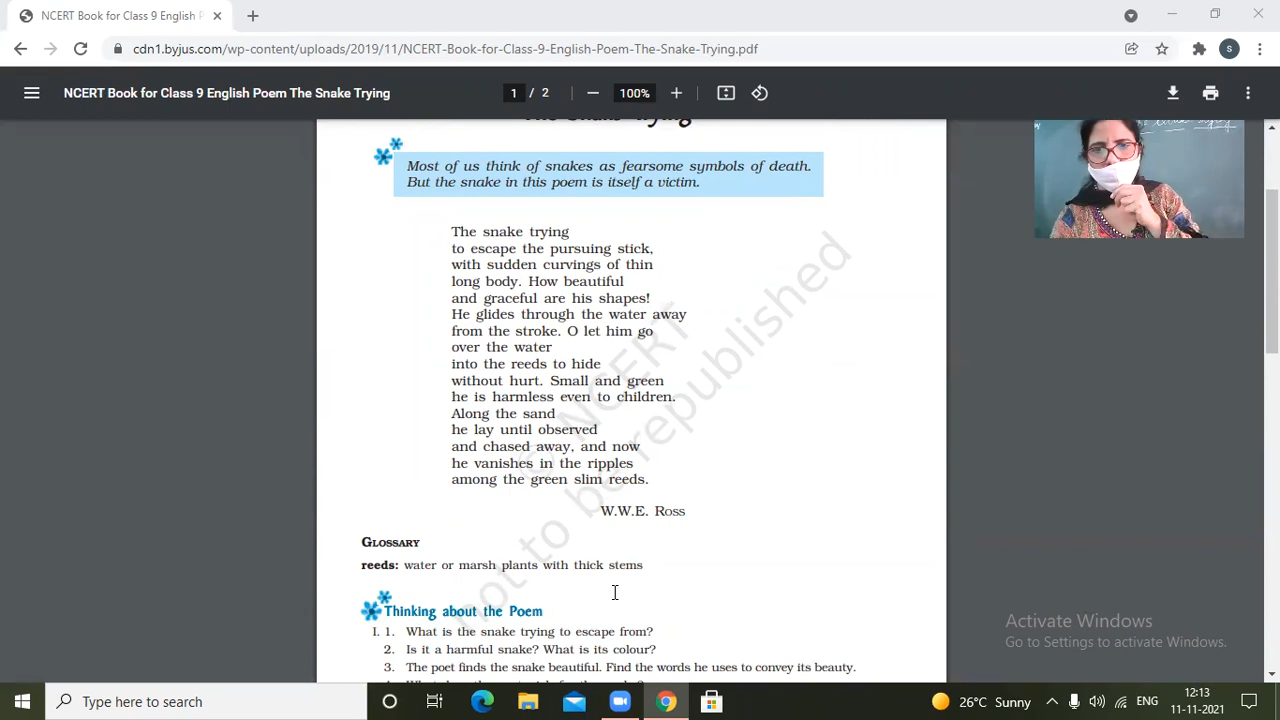 NCERT Book for Class 9 English P
cdn1.byjus.com/wp-content/uploads/2019/11/NCERT-Book-for-Class-9-English-Poem-The-Snake-Trying.pdf
S
NCERT Book for Class 9 English Poem The Snake Trying
1 / 2
100%
The Snake Trying
Most of us think of snakes as fearsome symbols of death.
But the snake in this poem is itself a victim.
The snake trying
to escape the pursuing stick,
with sudden curvings of thin
long body. How beautiful
and graceful are his shapes!
He glides through the water away
from the stroke. O let him go
over the water
into the reeds to hide
without hurt. Small and green
he is harmless even to children.
Along the sand
he lay until observed
and chased away, and now
he vanishes in the ripples
among the green slim reeds.
W.W.E. Ross
© NCERT
not to be republished
Glossary
reeds: water or marsh plants with thick stems
Thinking about the Poem
I. 1. What is the snake trying to escape from?
2. Is it a harmful snake? What is its colour?
3. The poet finds the snake beautiful. Find the words he uses to convey its beauty.
Activate Windows
Go to Settings to activate Windows.
Type here to search
26°C Sunny
ENG
12:13
11-11-2021